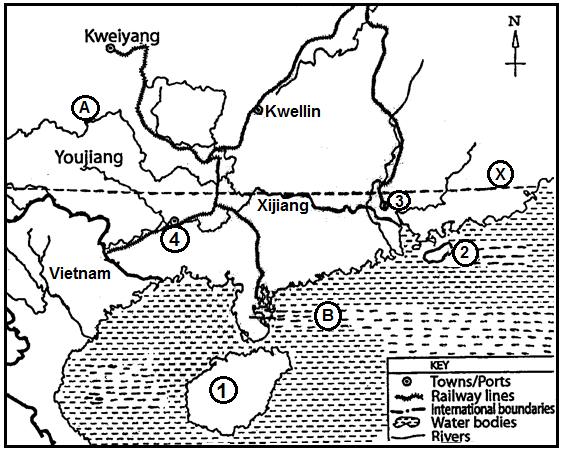 N
Kweiyang
A
Kwellin
Youjiang
X
Xijiang
3
4
2
Vietnam
B
1
KEY
Towns/Ports
Railway lines
International boundaries
Water bodies
Rivers